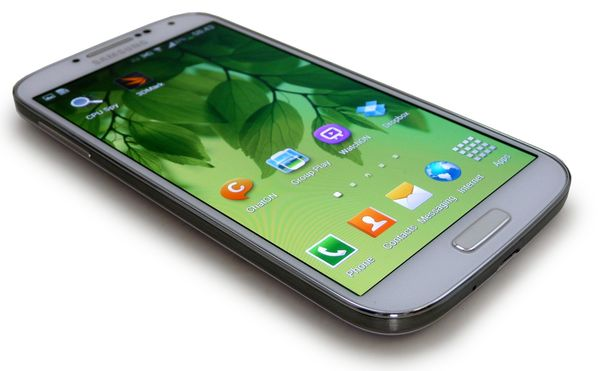 SAMSUNG
CPU Spy
3DMark
ChatON
Group Play
WatchON
Dropbox
Phone
Contacts
Messaging
Internet
Apps